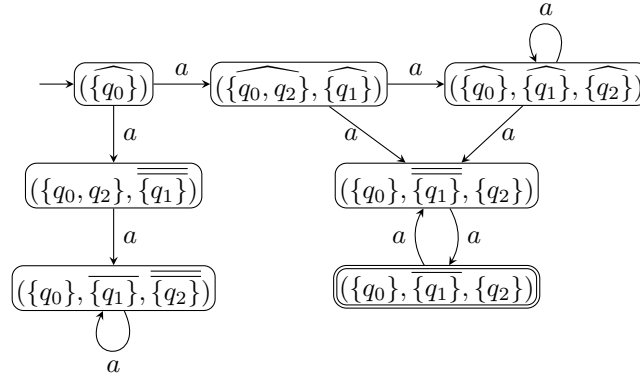 a
({q₀}) a ({q₀, q₂}, {q₁}) a ({q₀}, {q₁}, {q₂})
a a a
({q₀, q₂}, {q₁}) ({q₀}, {q₁}, {q₂})
a a a
({q₀}, {q₁}, {q₂}) ({q₀}, {q₁}, {q₂})
a